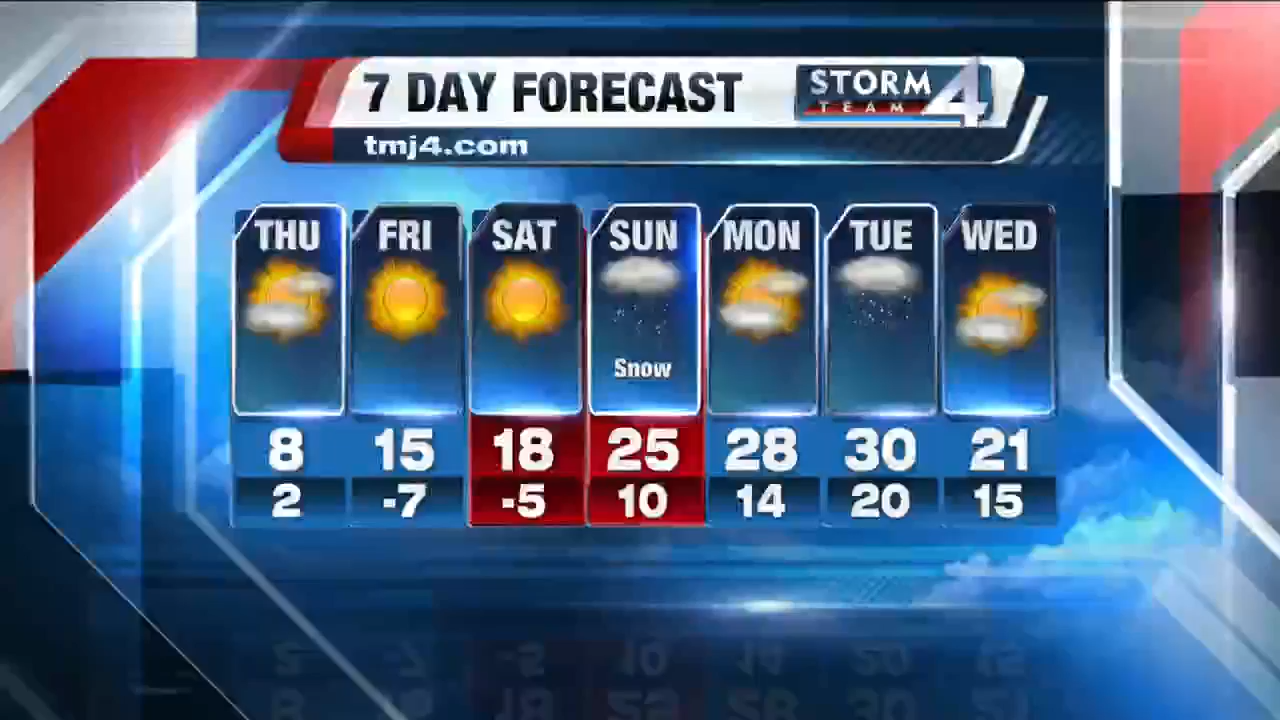 7 DAY FORECAST
STORM 4
TEAM
tmj4.com
THU FRI SAT SUN MON TUE WED
Snow
8 15 18 25 28 30 21
2 -7 -5 10 14 20 15